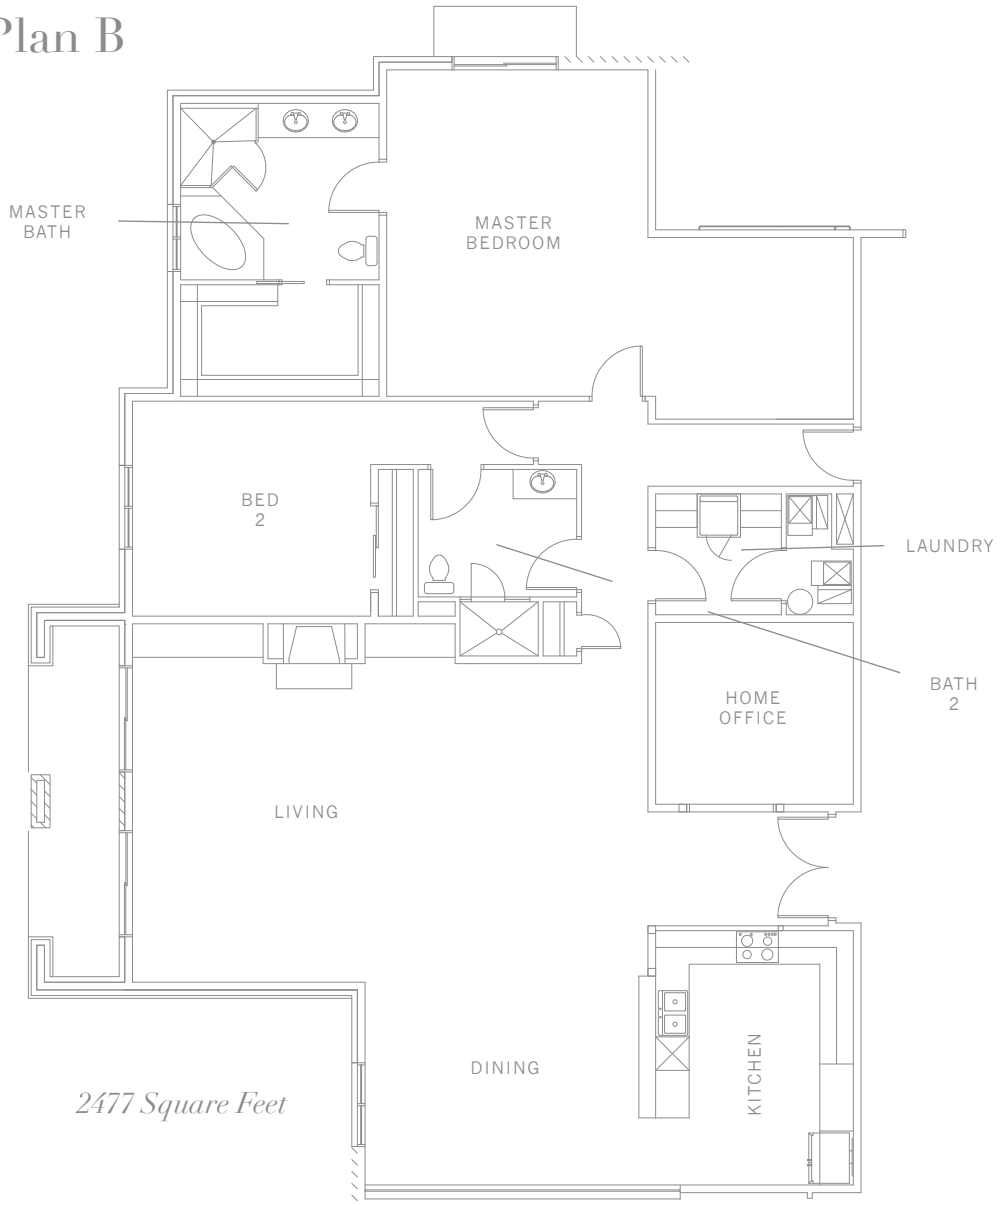 Plan B
MASTER
BATH
MASTER
BEDROOM
BED
2
LAUNDRY
BATH
2
HOME
OFFICE
LIVING
DINING
KITCHEN
2477 Square Feet